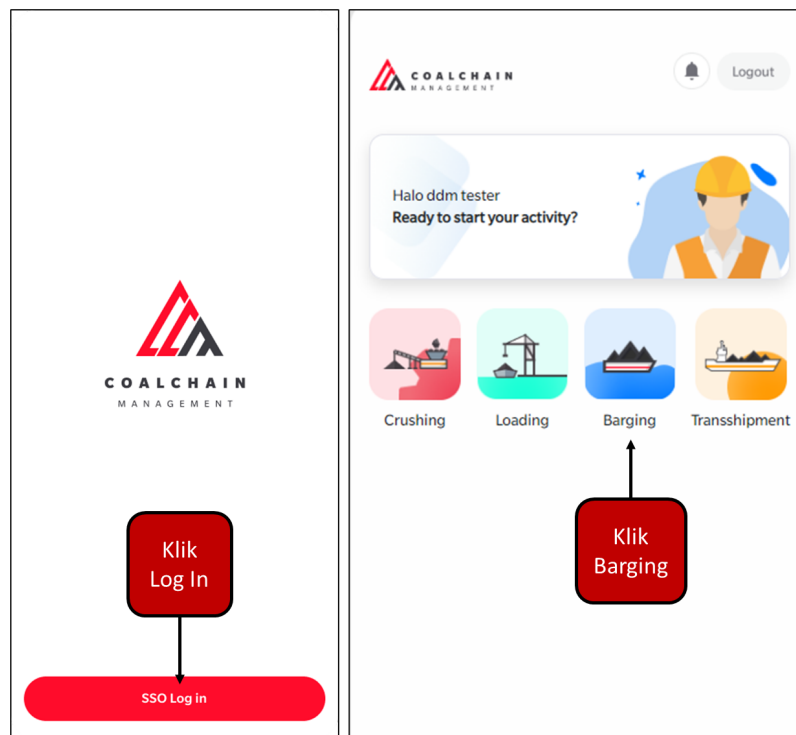 COALCHAIN
MANAGEMENT
Klik
Log In
SSO Log in
COALCHAIN
MANAGEMENT
Logout
Halo ddm tester
Ready to start your activity?
Crushing
Loading
Barging
Transshipment
Klik
Barging